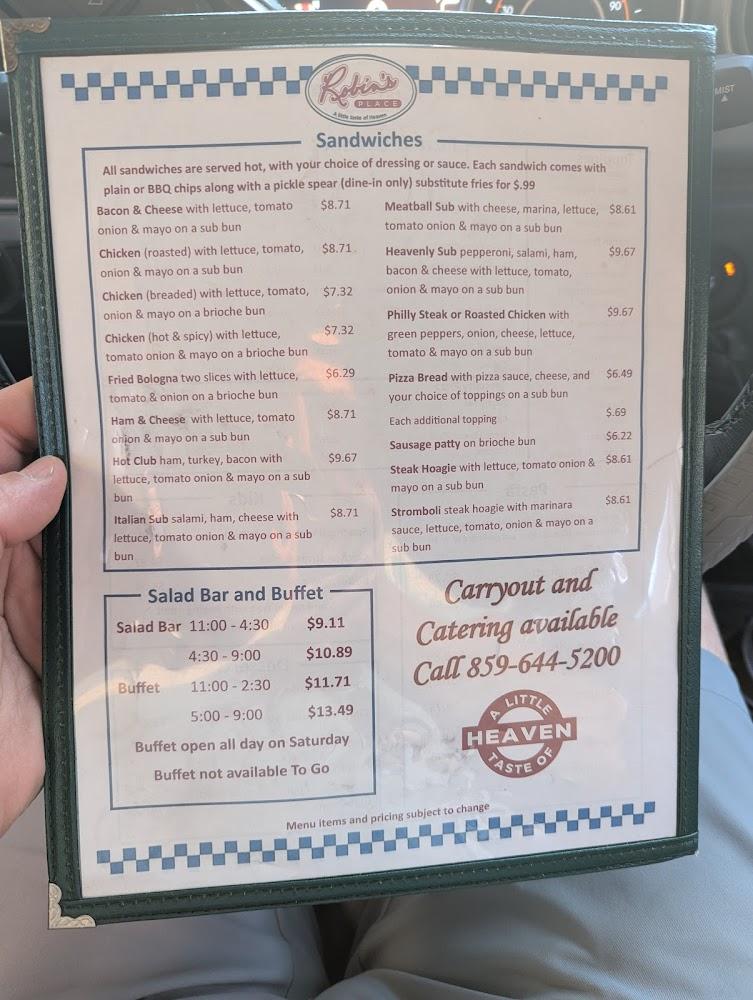 30
90
MIST
Robin's
PLACE
A little taste of Heaven
Sandwiches
All sandwiches are served hot, with your choice of dressing or sauce. Each sandwich comes with
plain or BBQ chips along with a pickle spear (dine-in only) substitute fries for $.99
Bacon & Cheese with lettuce, tomato $8.71
onion & mayo on a sub bun
Chicken (roasted) with lettuce, tomato, $8.71
onion & mayo on a sub bun
Chicken (breaded) with lettuce, tomato, $7.32
onion & mayo on a brioche bun
Chicken (hot & spicy) with lettuce, $7.32
tomato onion & mayo on a brioche bun
Fried Bologna two slices with lettuce, $6.29
tomato & onion on a brioche bun
Ham & Cheese with lettuce, tomato $8.71
onion & mayo on a sub bun
Hot Club ham, turkey, bacon with $9.67
lettuce, tomato onion & mayo on a sub
bun
Italian Sub salami, ham, cheese with $8.71
lettuce, tomato onion & mayo on a sub
bun
Meatball Sub with cheese, marina, lettuce, $8.61
tomato onion & mayo on a sub bun
Heavenly Sub pepperoni, salami, ham, $9.67
bacon & cheese with lettuce, tomato,
onion & mayo on a sub bun
Philly Steak or Roasted Chicken with $9.67
green peppers, onion, cheese, lettuce,
tomato & mayo on a sub bun
Pizza Bread with pizza sauce, cheese, and $6.49
your choice of toppings on a sub bun
Each additional topping $.69
Sausage patty on brioche bun $6.22
Steak Hoagie with lettuce, tomato onion & $8.61
mayo on a sub bun
Stromboli steak hoagie with marinara $8.61
sauce, lettuce, tomato, onion & mayo on a
sub bun
Salad Bar and Buffet
Salad Bar 11:00 - 4:30 $9.11
4:30 - 9:00 $10.89
Buffet 11:00 - 2:30 $11.71
5:00 - 9:00 $13.49
Buffet open all day on Saturday
Buffet not available To Go
Carryout and
Catering available
Call 859-644-5200
A LITTLE
HEAVEN
TASTE OF
Menu items and pricing subject to change